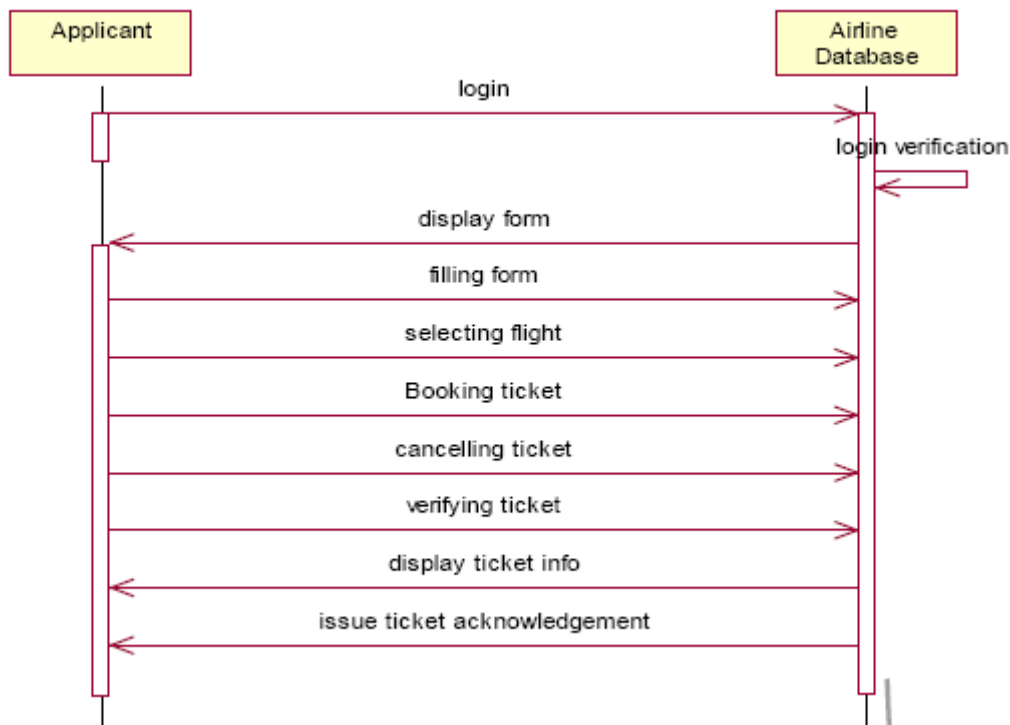 Applicant
Airline
Database
login
login verification
display form
filling form
selecting flight
Booking ticket
cancelling ticket
verifying ticket
display ticket info
issue ticket acknowledgement